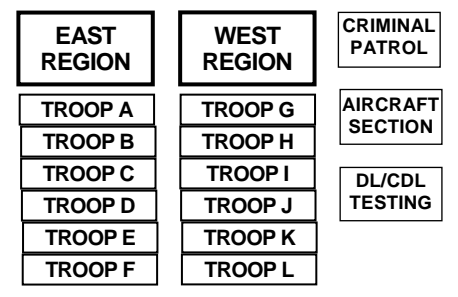 EAST
REGION
TROOP A
TROOP B
TROOP C
TROOP D
TROOP E
TROOP F
WEST
REGION
TROOP G
TROOP H
TROOP I
TROOP J
TROOP K
TROOP L
CRIMINAL
PATROL
AIRCRAFT
SECTION
DL/CDL
TESTING